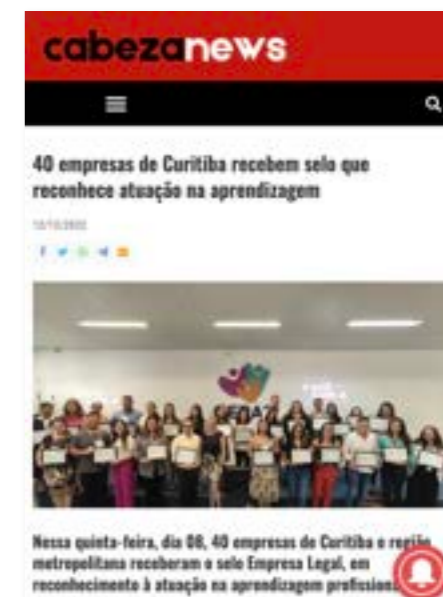 cabezanews
40 empresas de Curitiba recebem selo que
reconhece atuação na aprendizagem
Nessa quinta-feira, dia 08, 40 empresas de Curitiba e região
metropolitana receberam o selo Empresa Legal, em
reconhecimento à atuação na aprendizagem